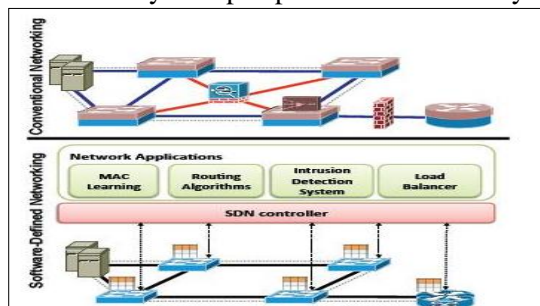 Conventional Networking
Software-Defined Networking
Network Applications
MAC
Learning
Routing
Algorithms
Intrusion
Detection
System
Load
Balancer
SDN controller